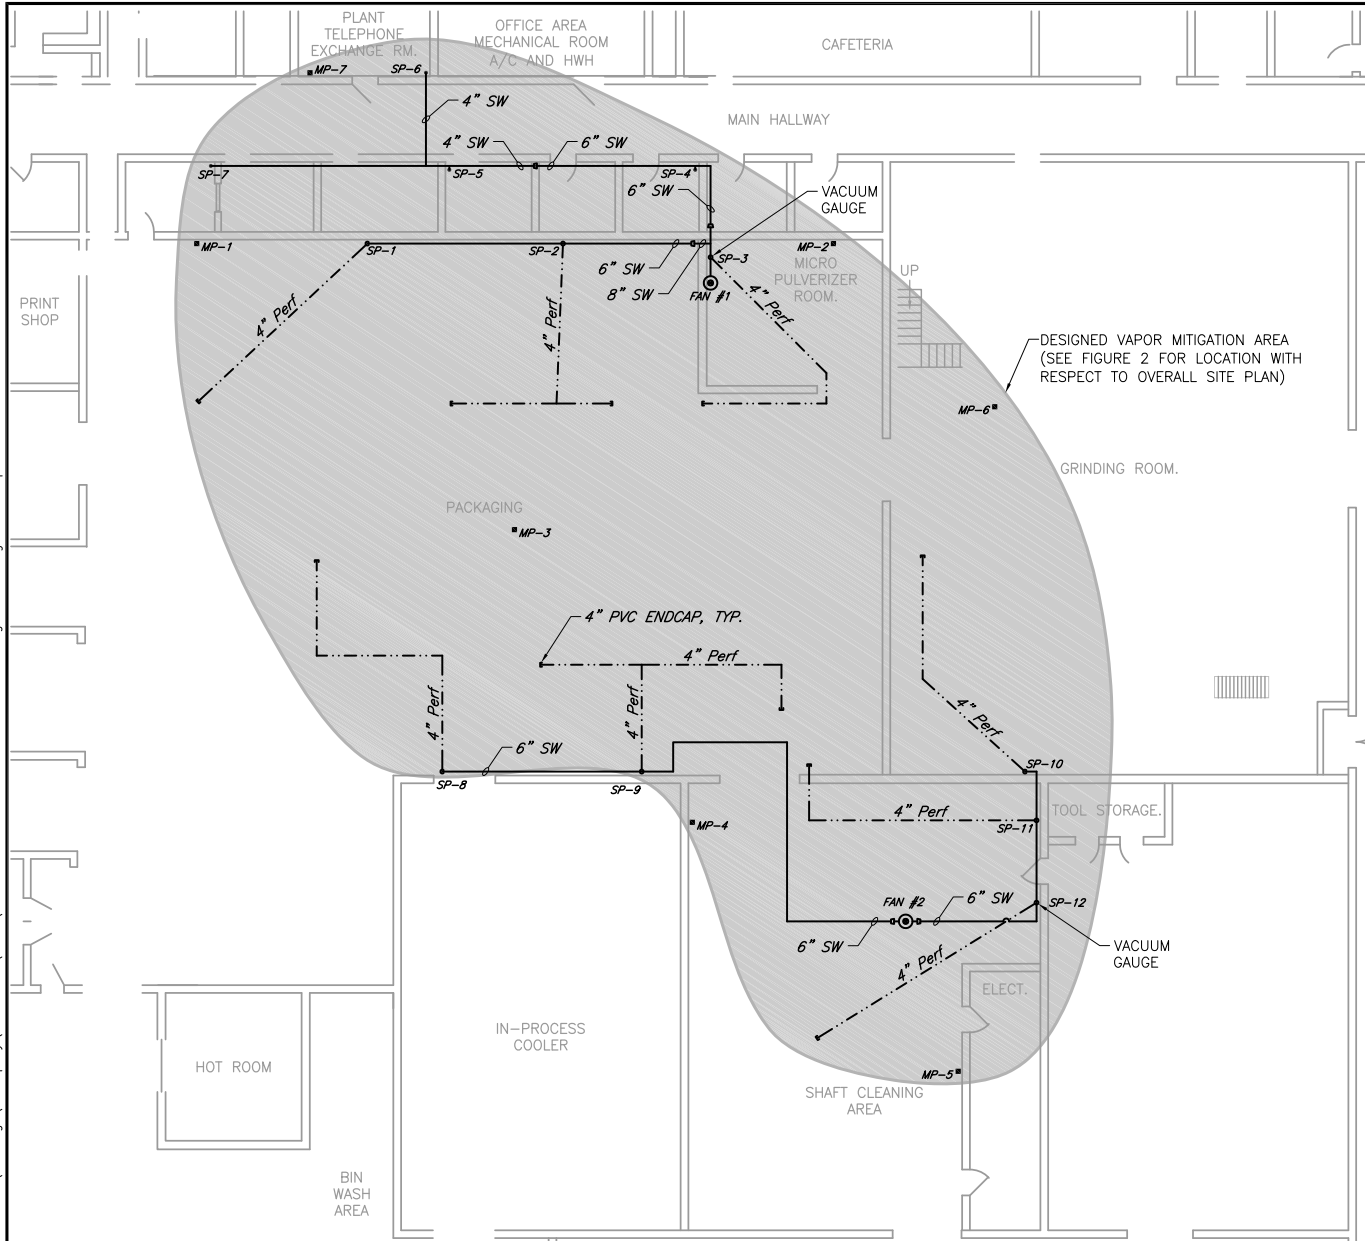 PLANT
TELEPHONE
EXCHANGE RM.
OFFICE AREA
MECHANICAL ROOM
A/C AND HWH
CAFETERIA
MP-7
SP-6
4" SW
MAIN HALLWAY
4" SW
6" SW
SP-7
SP-5
SP-4
6" SW
VACUUM
GAUGE
MP-1
SP-1
SP-2
MP-2
6" SW
SP-3
MICRO
PULVERIZER
ROOM.
UP
8" SW
FAN #1
PRINT
SHOP
4" Perf
4" Perf
4" Perf
DESIGNED VAPOR MITIGATION AREA
(SEE FIGURE 2 FOR LOCATION WITH
RESPECT TO OVERALL SITE PLAN)
MP-6
GRINDING ROOM.
PACKAGING
MP-3
4" PVC ENDCAP, TYP.
4" Perf
4" Perf
4" Perf
4" Perf
6" SW
SP-8
SP-9
SP-10
MP-4
4" Perf
SP-11
TOOL STORAGE.
FAN #2
6" SW
SP-12
6" SW
VACUUM
GAUGE
4" Perf
ELECT.
IN-PROCESS
COOLER
HOT ROOM
MP-5
SHAFT CLEANING
AREA
BIN
WASH
AREA